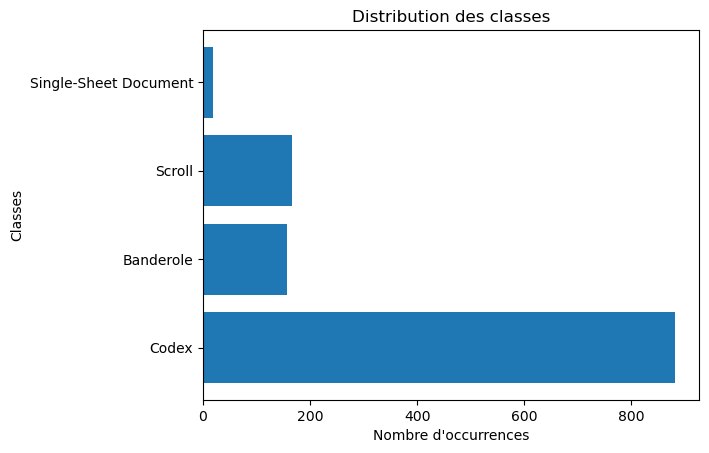 Distribution des classes
Classes
Single-Sheet Document
Scroll
Banderole
Codex
0 200 400 600 800
Nombre d'occurrences